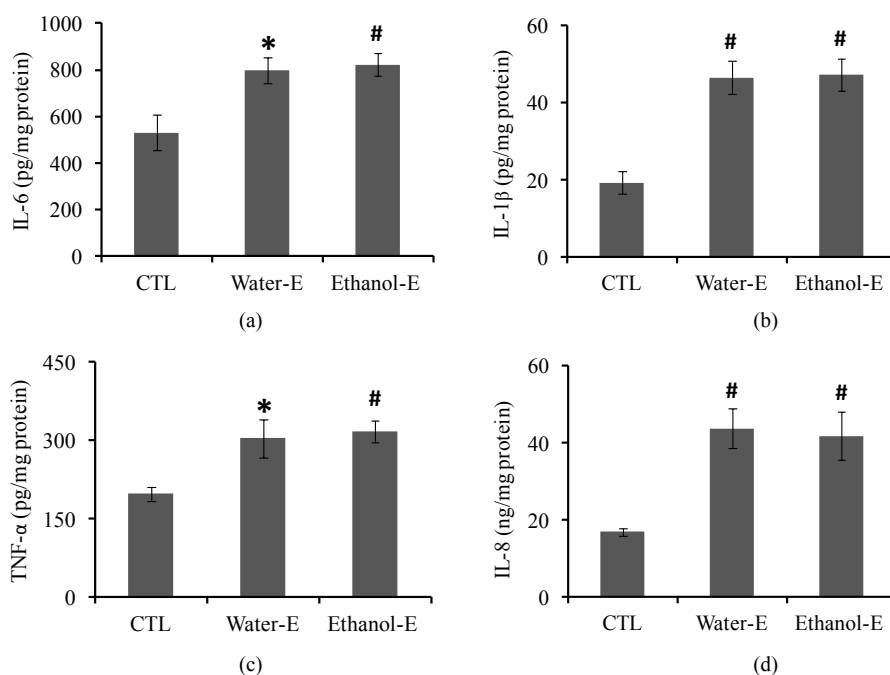 1000
800
600
400
200
0
IL-6 (pg/mg protein)
*
#
CTL Water-E Ethanol-E
(a)
60
40
20
0
IL-1β (pg/mg protein)
# #
CTL Water-E Ethanol-E
(b)
450
300
150
0
TNF-α (pg/mg protein)
*
#
CTL Water-E Ethanol-E
(c)
60
40
20
0
IL-8 (ng/mg protein)
# #
CTL Water-E Ethanol-E
(d)